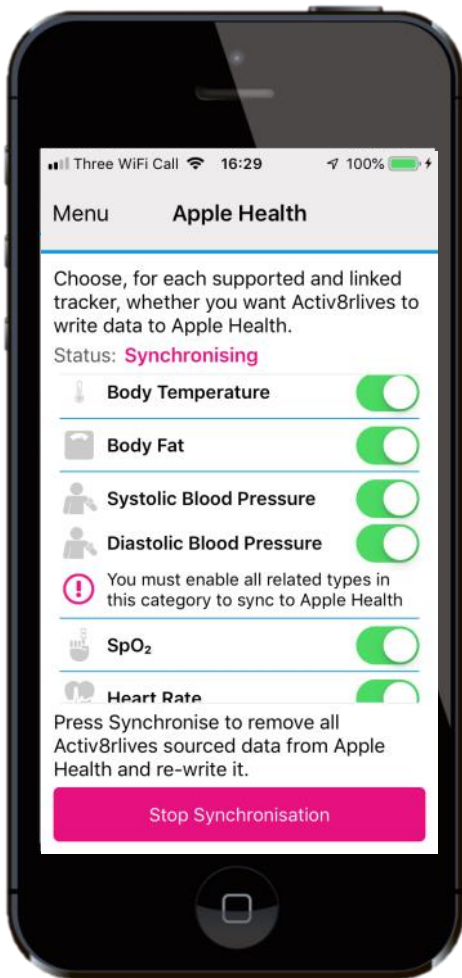 Three WiFi Call 16:29 100%
Menu Apple Health
Choose, for each supported and linked
tracker, whether you want Activ8rlives to
write data to Apple Health.
Status: Synchronising
Body Temperature
Body Fat
Systolic Blood Pressure
Diastolic Blood Pressure
You must enable all related types in
this category to sync to Apple Health
SpO₂
Heart Rate
Press Synchronise to remove all
Activ8rlives sourced data from Apple
Health and re-write it.
Stop Synchronisation